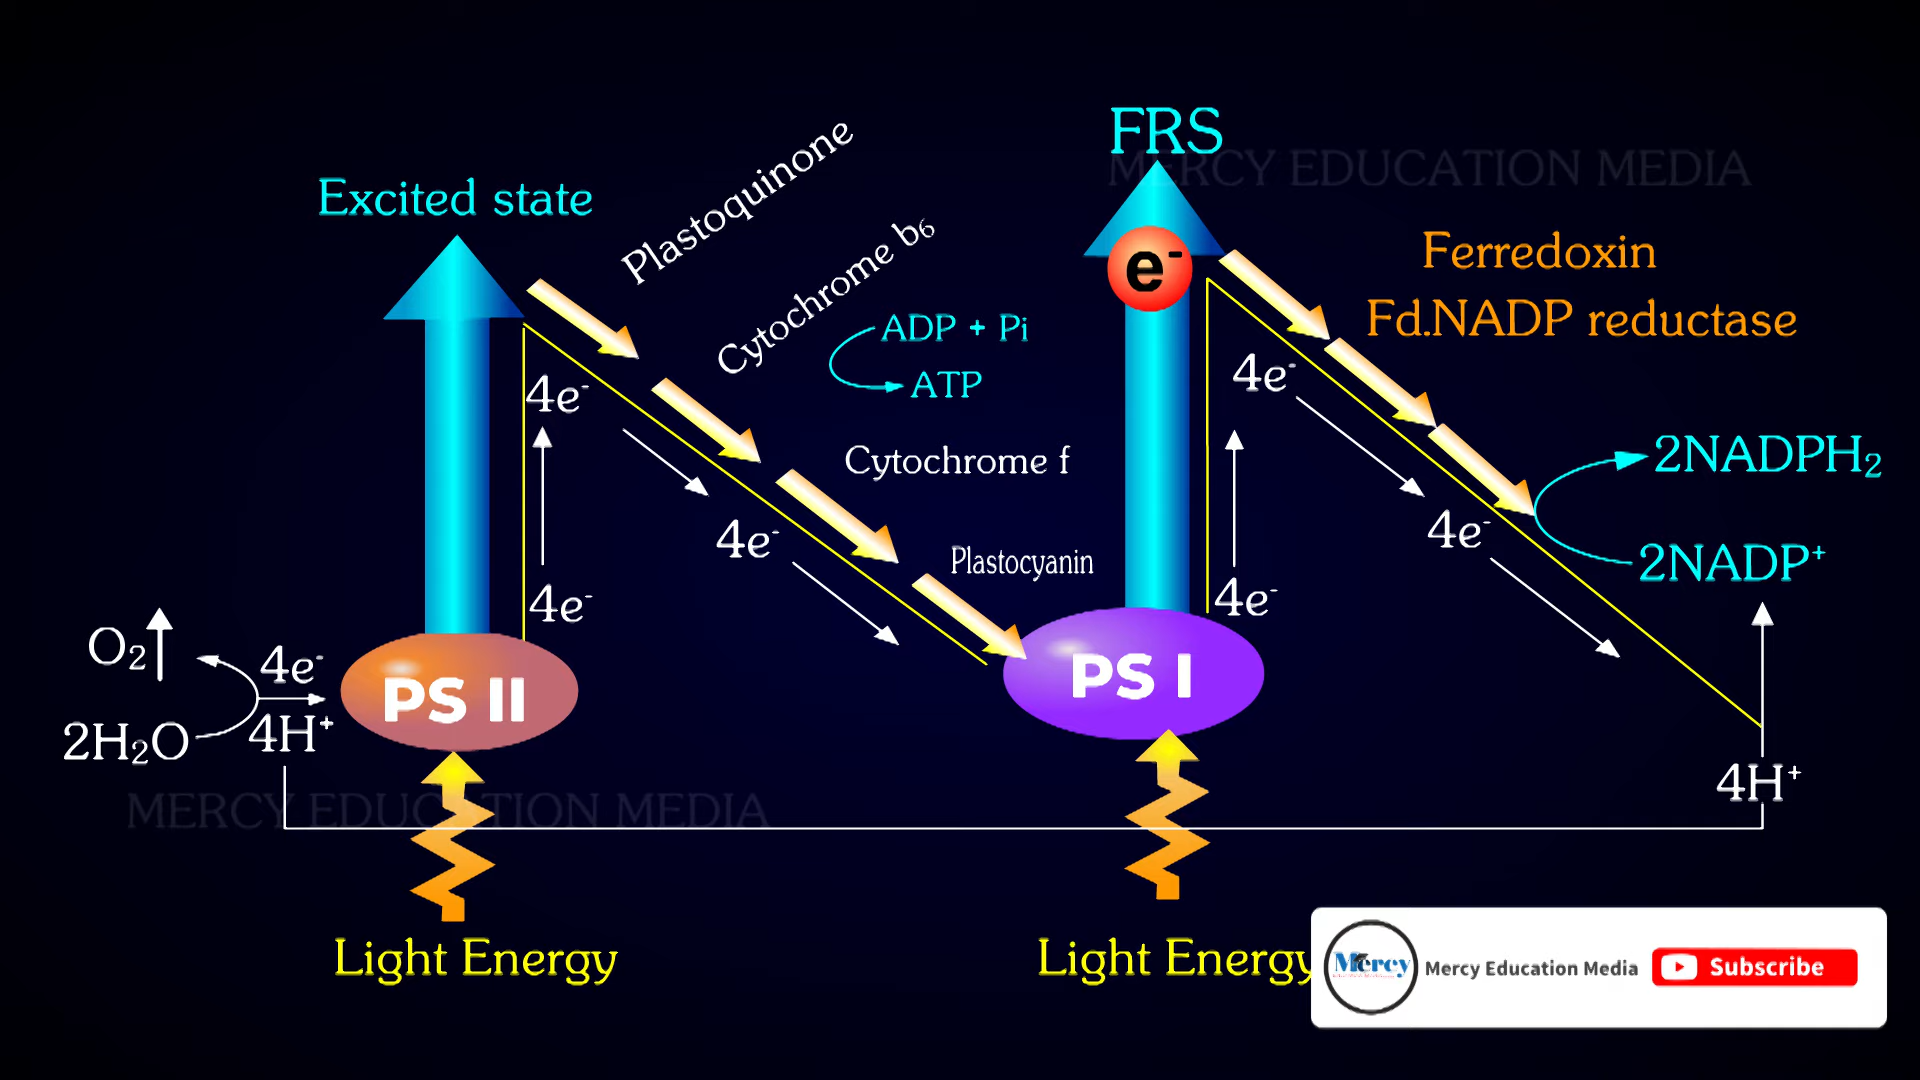 FRS
MERCY EDUCATION MEDIA
Excited state
Plastoquinone
Cytochrome b₆
Ferredoxin
Fd.NADP reductase
ADP + Pi
ATP
4e⁻
4e⁻
Cytochrome f
2NADPH₂
4e⁻
4e⁻
Plastocyanin
2NADP⁺
4e⁻
4e⁻
e⁻
O₂
4e⁻
2H₂O
4H⁺
PS II
PS I
4H⁺
MERCY EDUCATION MEDIA
Light Energy
Light Energy
Mercy
Mercy Education Media
Subscribe